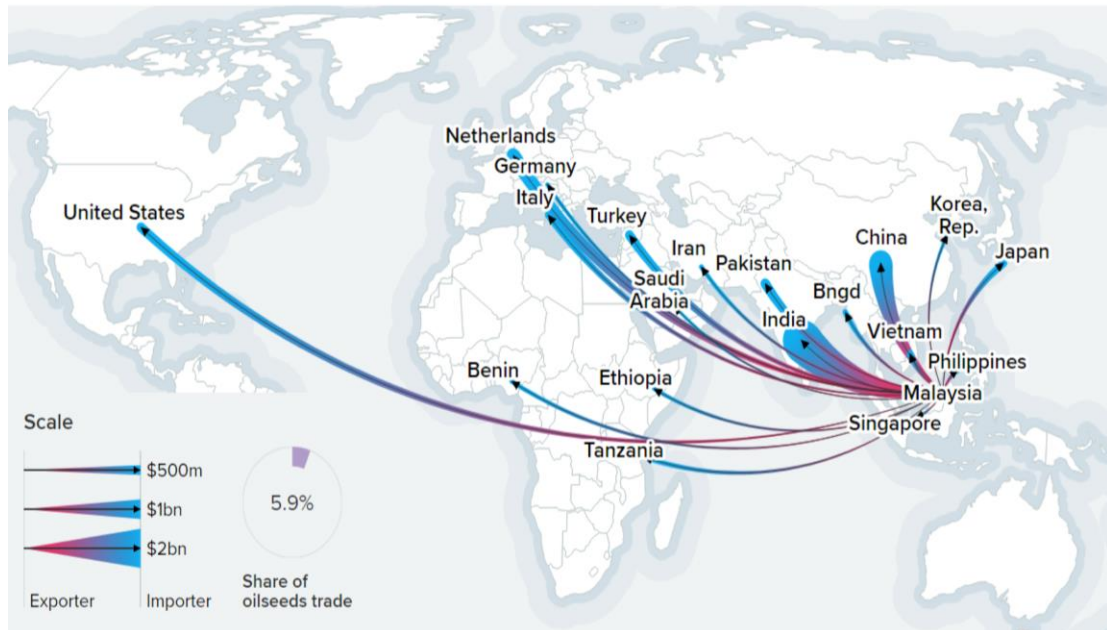 Netherlands
Germany
Italy
United States
Turkey
Iran
Pakistan
Saudi
Arabia
India
Bngd
China
Korea,
Rep.
Japan
Vietnam
Philippines
Malaysia
Singapore
Benin
Ethiopia
Tanzania
Scale
$500m
$1bn
$2bn
Exporter
Importer
5.9%
Share of
oilseeds trade